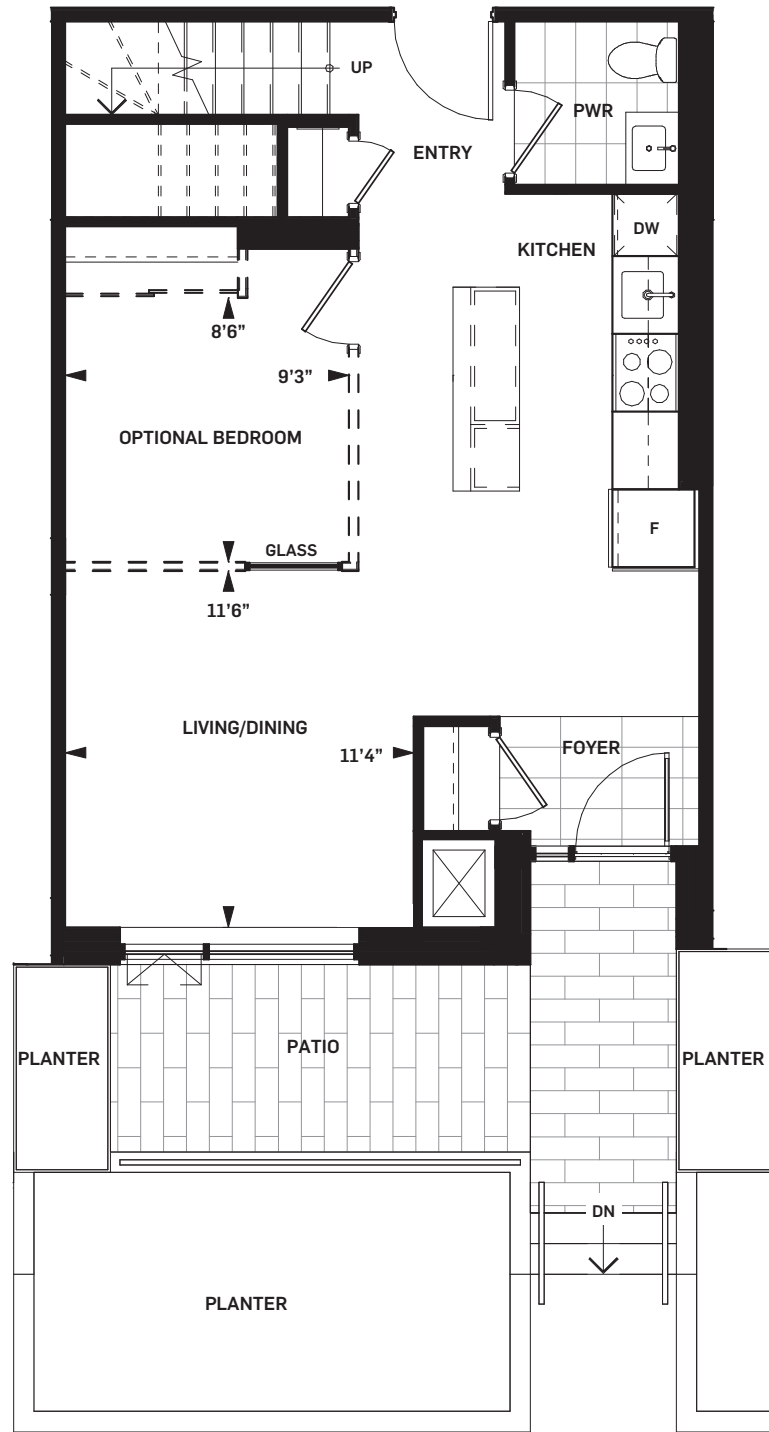 UP
PWR
ENTRY
KITCHEN
DW
8’6”
9’3”
OPTIONAL BEDROOM
F
GLASS
11’6”
LIVING/DINING
FOYER
11’4”
PATIO
PLANTER
PLANTER
DN
PLANTER